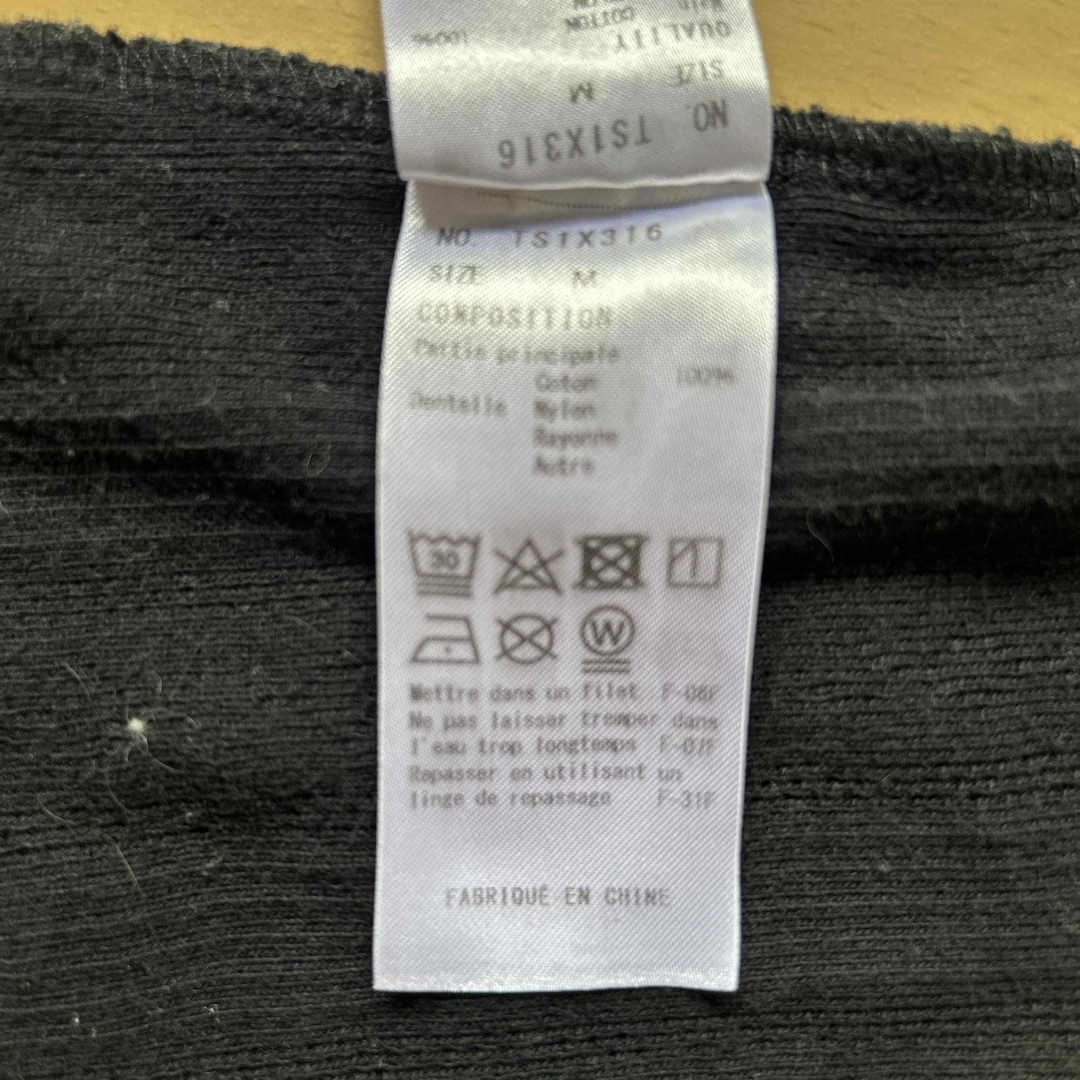 COTTON
QUALITY 100%
SIZE M
NO. TS1X316
NO. TS1X316
SIZE M
COMPOSITION
Partie principale
Coton 100%
Dentelle Nylon
Rayonne
Autre
30
W
Mettre dans un filet F-06F
Ne pas laisser tremper dans
l'eau trop longtemps F-07F
Repasser en utilisant un
linge de repassage F-31F
FABRIQUÉ EN CHINE